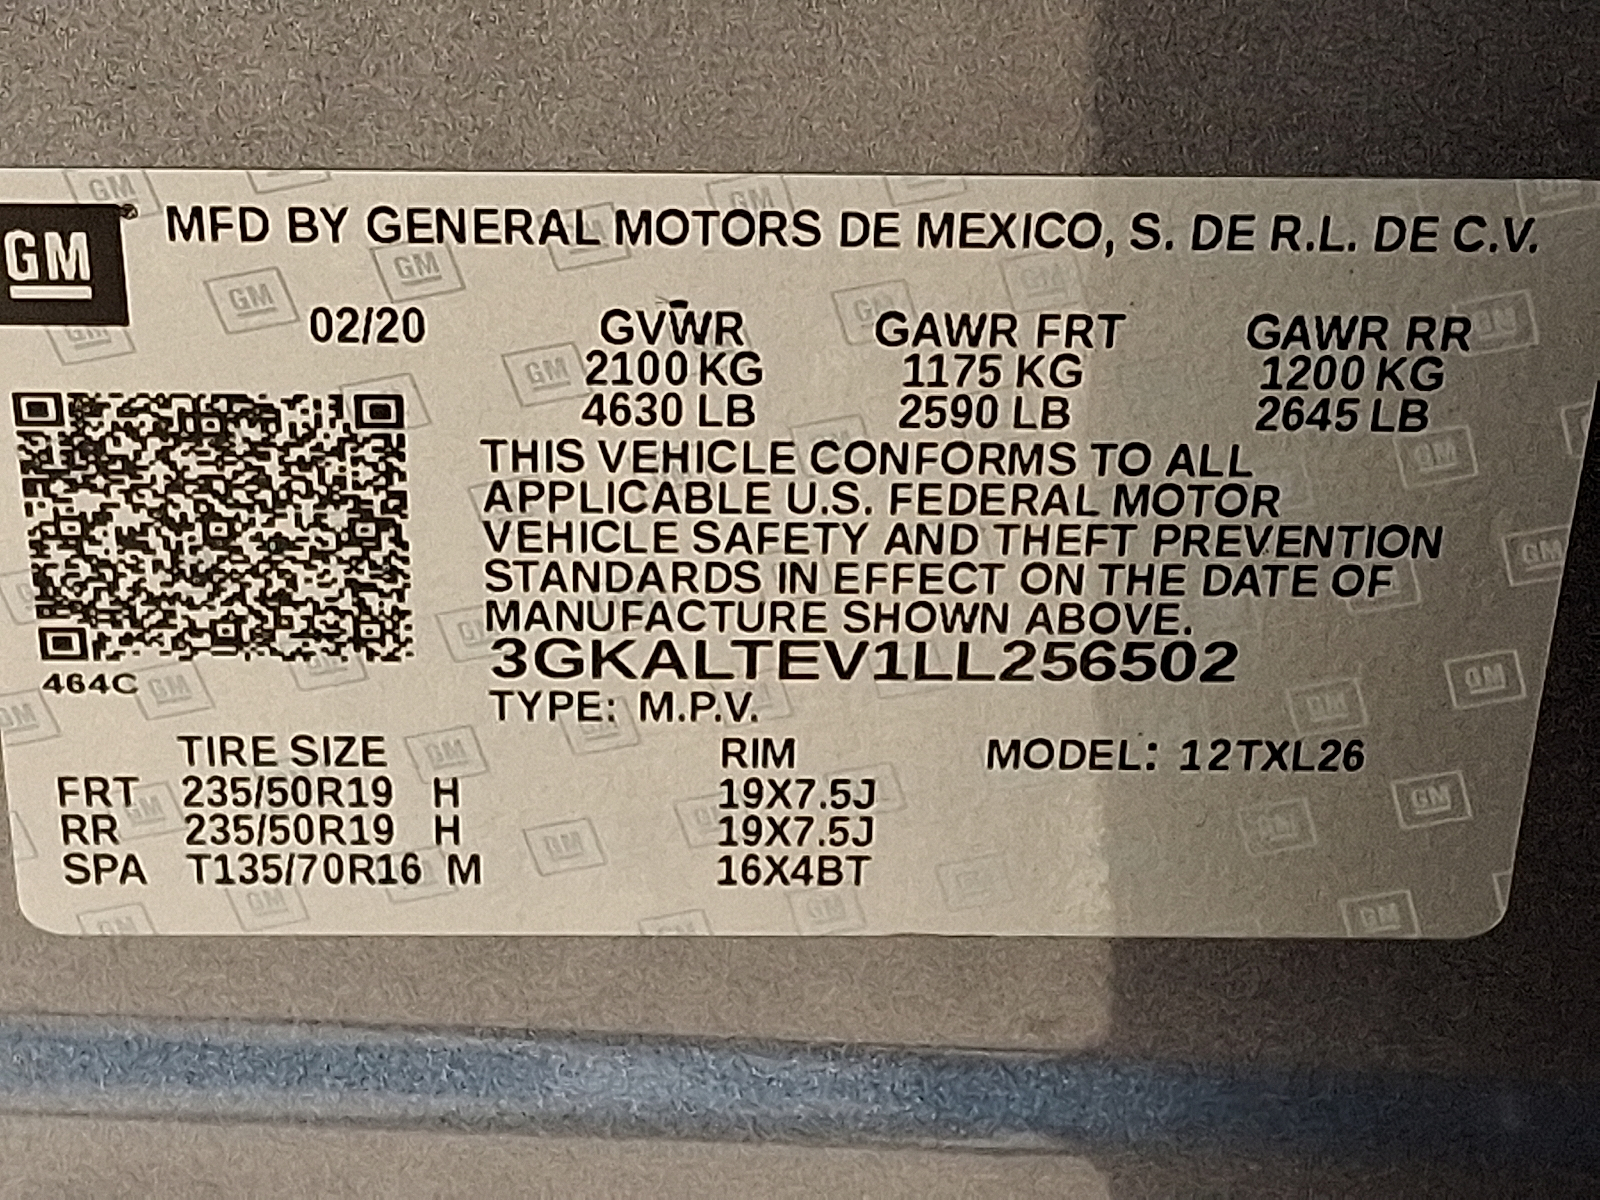 GM
MFD BY GENERAL MOTORS DE MEXICO, S. DE R.L. DE C.V.
02/20 GVWR GAWR FRT GAWR RR
2100 KG 1175 KG 1200 KG
4630 LB 2590 LB 2645 LB
THIS VEHICLE CONFORMS TO ALL
APPLICABLE U.S. FEDERAL MOTOR
VEHICLE SAFETY AND THEFT PREVENTION
STANDARDS IN EFFECT ON THE DATE OF
MANUFACTURE SHOWN ABOVE.
3GKALTEV1LL256502
464C
TYPE: M.P.V.
TIRE SIZE RIM MODEL: 12TXL26
FRT 235/50R19 H 19X7.5J
RR 235/50R19 H 19X7.5J
SPA T135/70R16 M 16X4BT